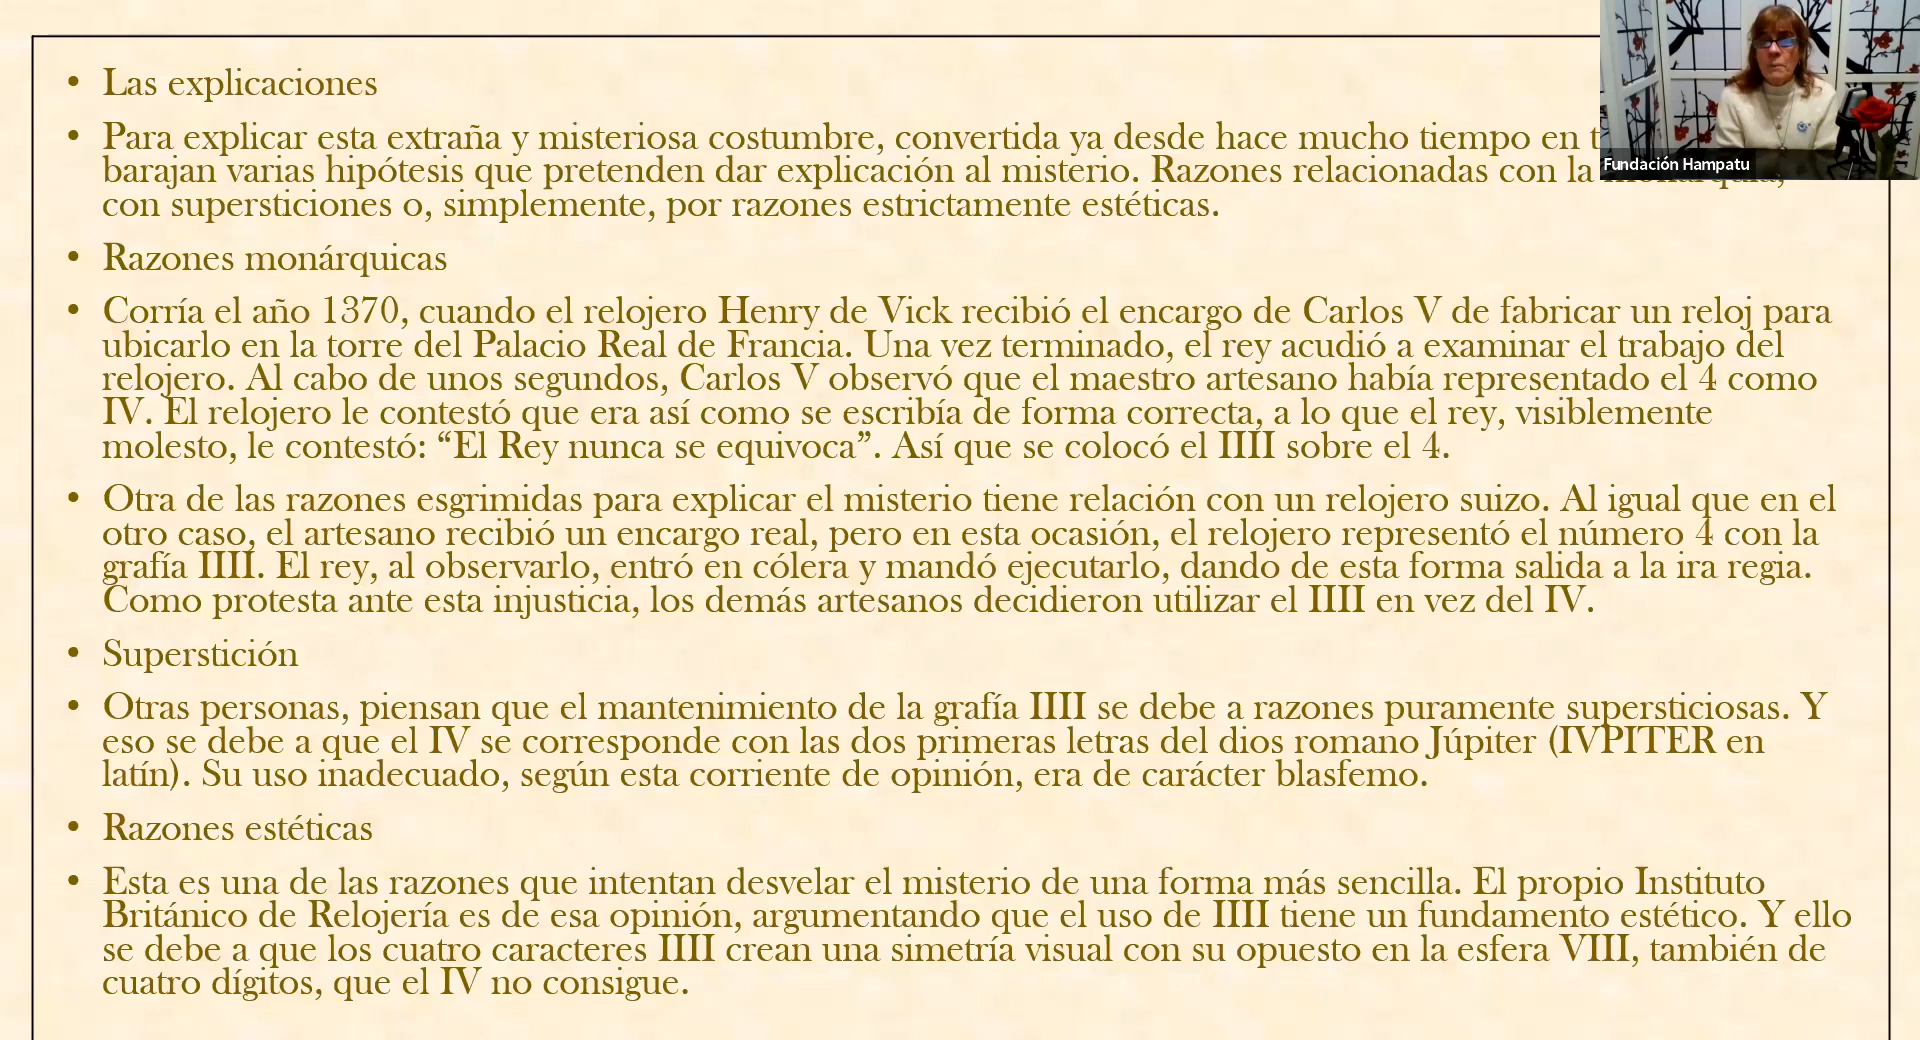 • Las explicaciones
• Para explicar esta extraña y misteriosa costumbre, convertida ya desde hace mucho tiempo en
barajan varias hipótesis que pretenden dar explicación al misterio. Razones relacionadas con la
con supersticiones o, simplemente, por razones estrictamente estéticas.
• Razones monárquicas
• Corría el año 1370, cuando el relojero Henry de Vick recibió el encargo de Carlos V de fabricar un reloj para
ubicarlo en la torre del Palacio Real de Francia. Una vez terminado, el rey acudió a examinar el trabajo del
relojero. Al cabo de unos segundos, Carlos V observó que el maestro artesano había representado el 4 como
IV. El relojero le contestó que era así como se escribía de forma correcta, a lo que el rey, visiblemente
molesto, le contestó: “El Rey nunca se equivoca”. Así que se colocó el IIII sobre el 4.
• Otra de las razones esgrimidas para explicar el misterio tiene relación con un relojero suizo. Al igual que en el
otro caso, el artesano recibió un encargo real, pero en esta ocasión, el relojero representó el número 4 con la
grafía IIII. El rey, al observarlo, entró en cólera y mandó ejecutarlo, dando de esta forma salida a la ira regia.
Como protesta ante esta injusticia, los demás artesanos decidieron utilizar el IIII en vez del IV.
• Superstición
• Otras personas, piensan que el mantenimiento de la grafía IIII se debe a razones puramente supersticiosas. Y
eso se debe a que el IV se corresponde con las dos primeras letras del dios romano Júpiter (IVPITER en
latín). Su uso inadecuado, según esta corriente de opinión, era de carácter blasfemo.
• Razones estéticas
• Esta es una de las razones que intentan desvelar el misterio de una forma más sencilla. El propio Instituto
Británico de Relojería es de esa opinión, argumentando que el uso de IIII tiene un fundamento estético. Y ello
se debe a que los cuatro caracteres IIII crean una simetría visual con su opuesto en la esfera VIII, también de
cuatro dígitos, que el IV no consigue.
Fundación Hampatu